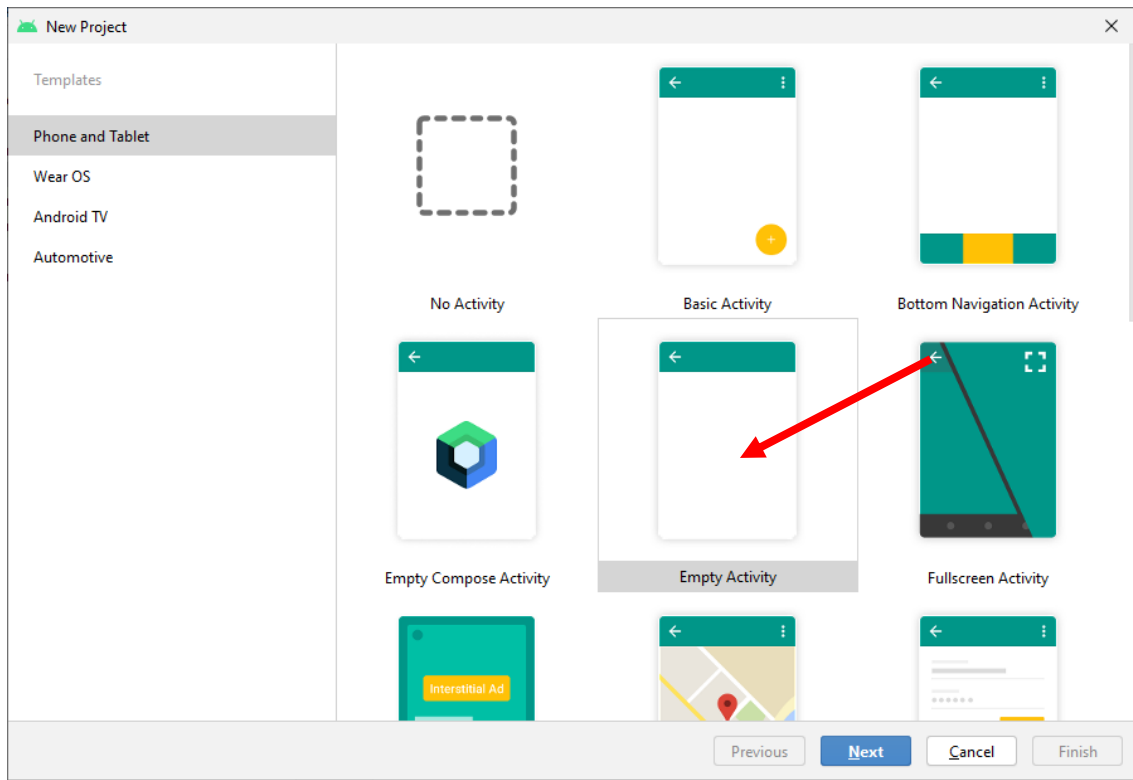 New Project
Templates
Phone and Tablet
Wear OS
Android TV
Automotive
No Activity
Basic Activity
Bottom Navigation Activity
Empty Compose Activity
Empty Activity
Fullscreen Activity
Interstitial Ad
Previous
Next
Cancel
Finish